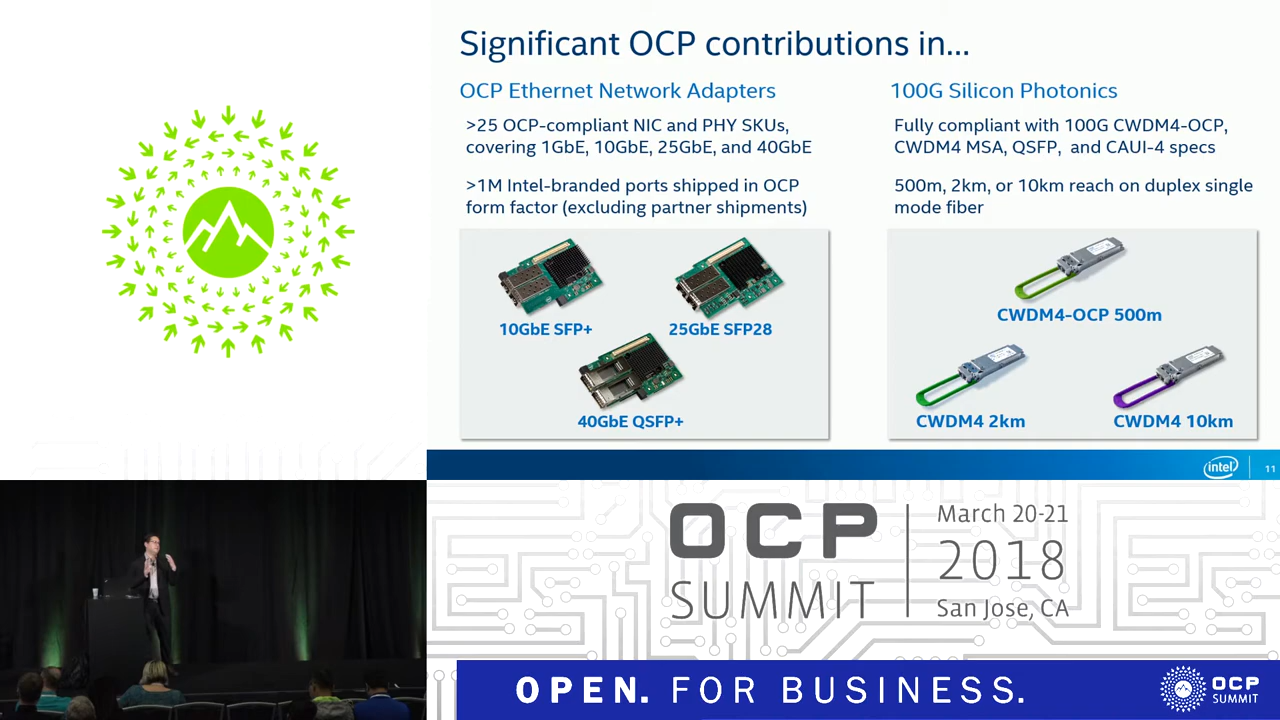 Significant OCP contributions in...
OCP Ethernet Network Adapters
>25 OCP-compliant NIC and PHY SKUs,
covering 1GbE, 10GbE, 25GbE, and 40GbE
>1M Intel-branded ports shipped in OCP
form factor (excluding partner shipments)
10GbE SFP+
25GbE SFP28
40GbE QSFP+
100G Silicon Photonics
Fully compliant with 100G CWDM4-OCP,
CWDM4 MSA, QSFP, and CAUI-4 specs
500m, 2km, or 10km reach on duplex single
mode fiber
CWDM4-OCP 500m
CWDM4 2km
CWDM4 10km
intel
11
OCP
SUMMIT
March 20-21
2018
San Jose, CA
OPEN. FOR BUSINESS.
OCP
SUMMIT